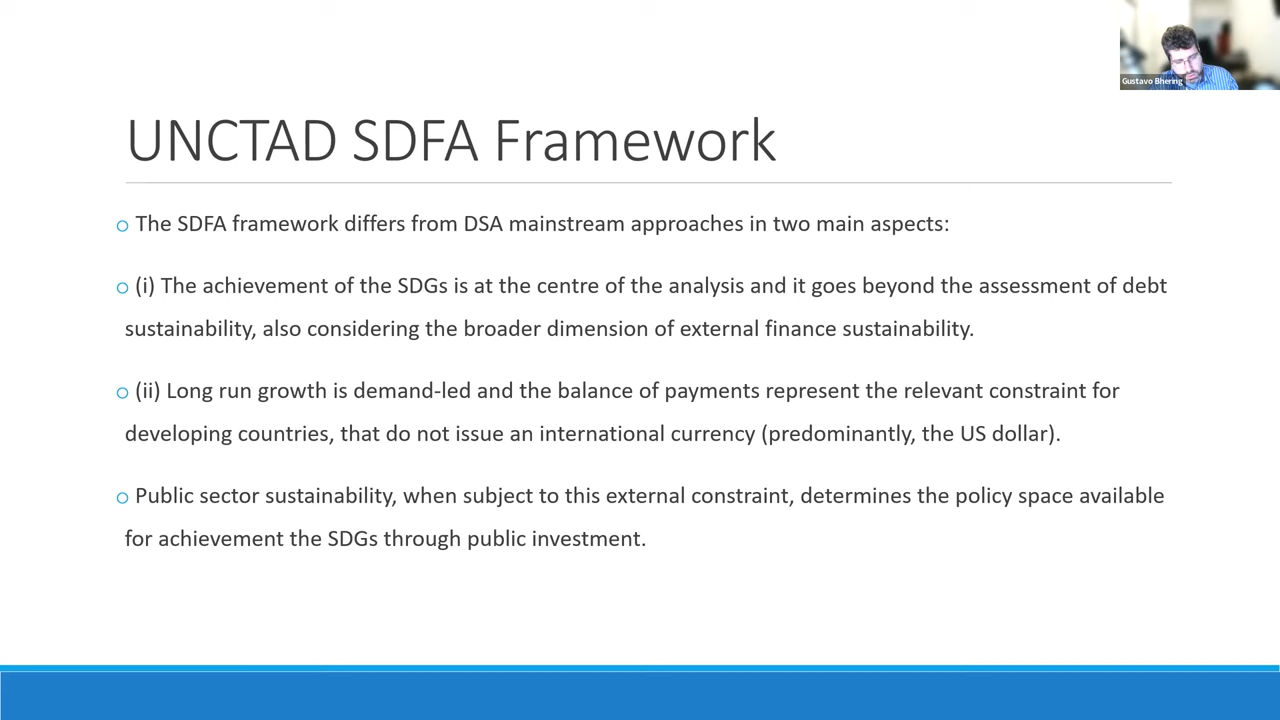 Gustavo Bhering
UNCTAD SDFA Framework
o The SDFA framework differs from DSA mainstream approaches in two main aspects:
o (i) The achievement of the SDGs is at the centre of the analysis and it goes beyond the assessment of debt
sustainability, also considering the broader dimension of external finance sustainability.
o (ii) Long run growth is demand-led and the balance of payments represent the relevant constraint for
developing countries, that do not issue an international currency (predominantly, the US dollar).
o Public sector sustainability, when subject to this external constraint, determines the policy space available
for achievement the SDGs through public investment.